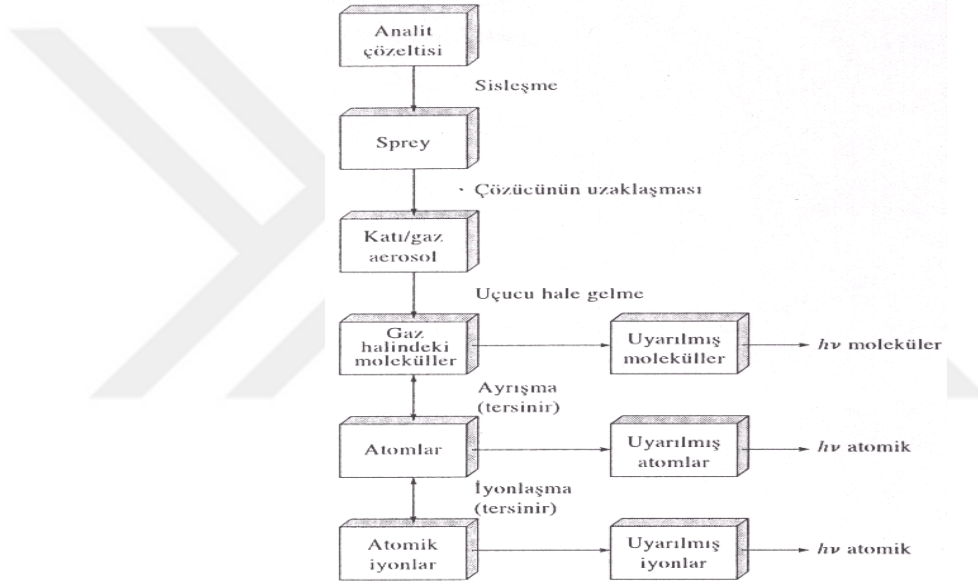 Analit
çözeltisi
Sisleşme
Sprey
Çözücünün uzaklaşması
Katı/gaz
aerosol
Uçucu hale gelme
Gaz
halindeki
moleküller
Uyarılmış
moleküller
hν moleküler
Ayrışma
(tersinir)
Atomlar
Uyarılmış
atomlar
hν atomik
İyonlaşma
(tersinir)
Atomik
iyonlar
Uyarılmış
iyonlar
hν atomik